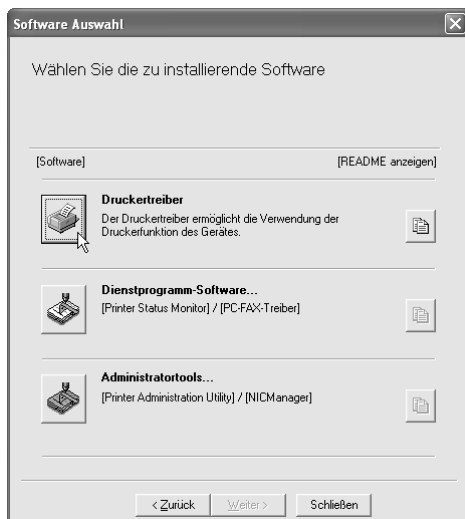 Software Auswahl
Wählen Sie die zu installierende Software
[Software] [README anzeigen]
Druckertreiber
Der Druckertreiber ermöglicht die Verwendung der
Druckerfunktion des Gerätes.
Dienstprogramm-Software...
[Printer Status Monitor] / [PC-FAX-Treiber]
Administratortools...
[Printer Administration Utility] / [NICManager]
< Zurück Weiter > Schließen